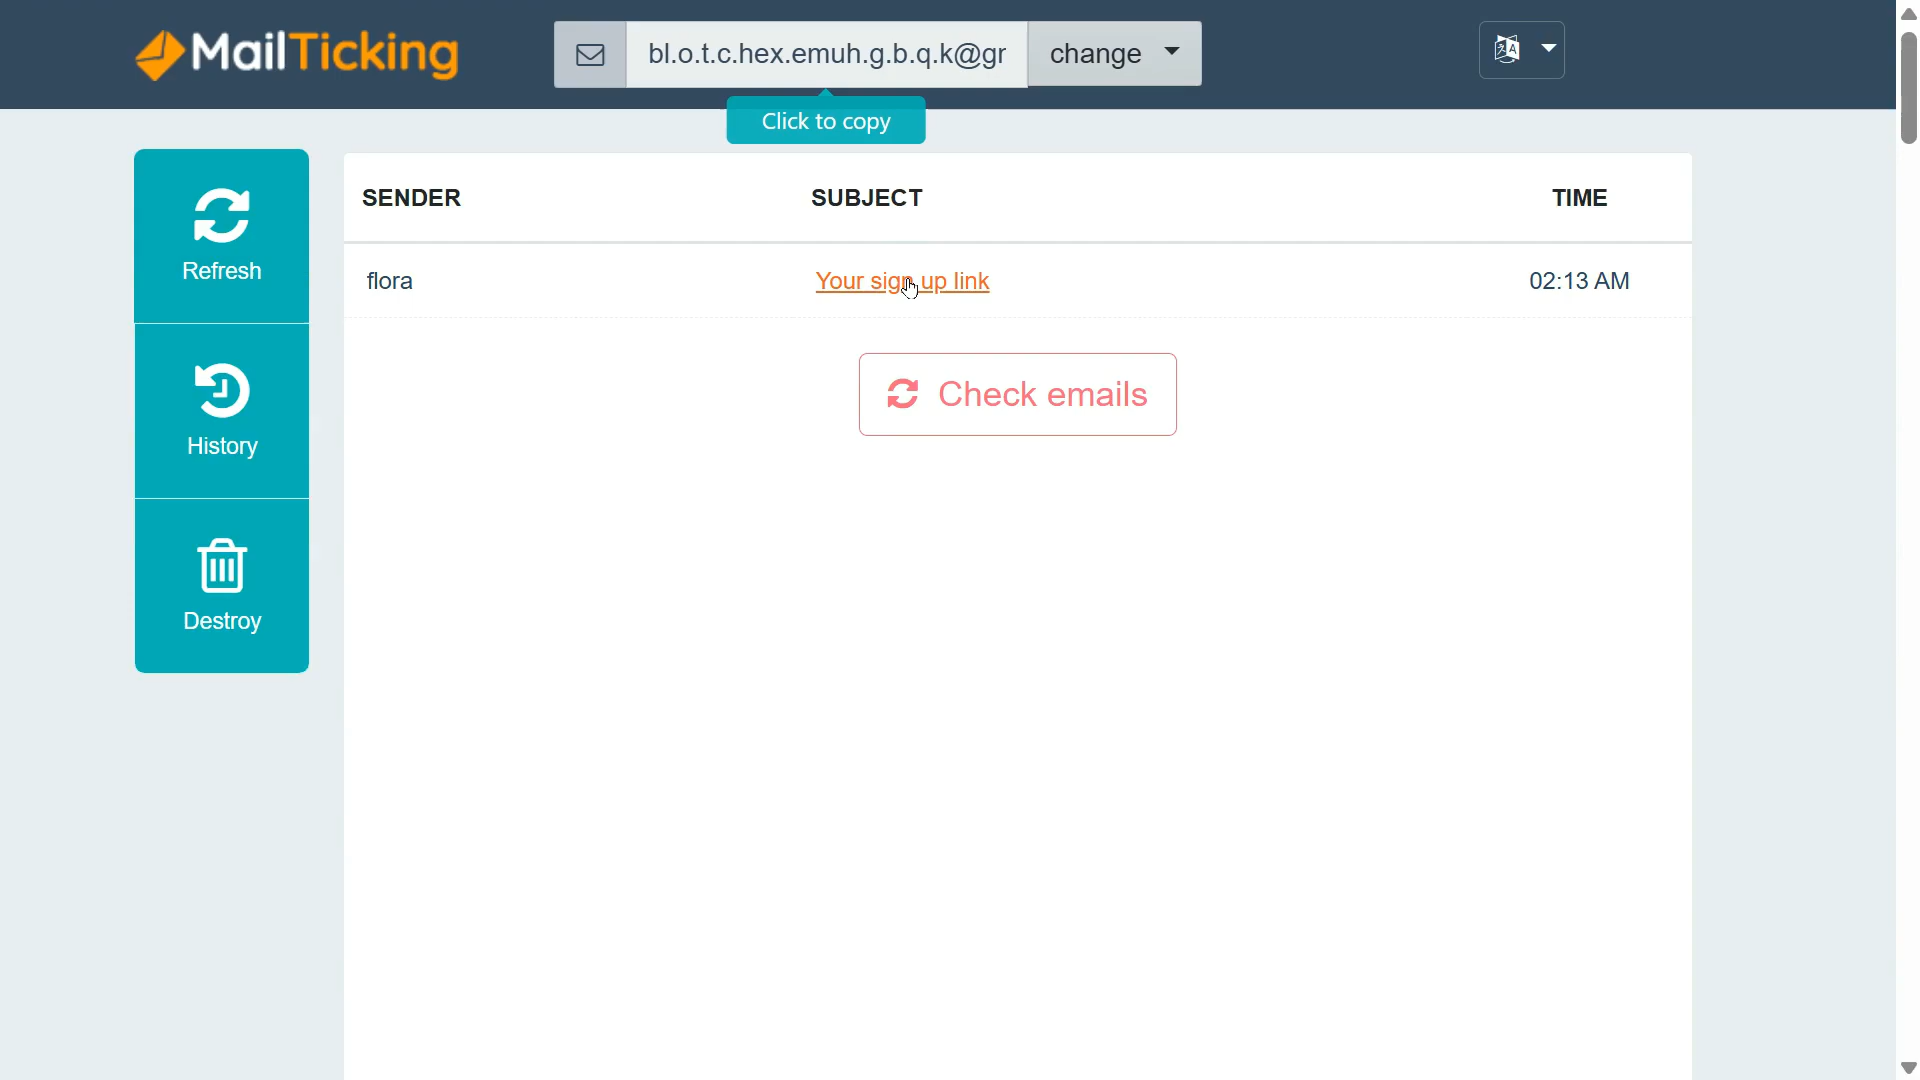 MailTicking
bl.o.t.c.hex.emuh.g.b.q.k@gr
change
Click to copy
Refresh
History
Destroy
SENDER SUBJECT TIME
flora Your sign up link 02:13 AM
Check emails